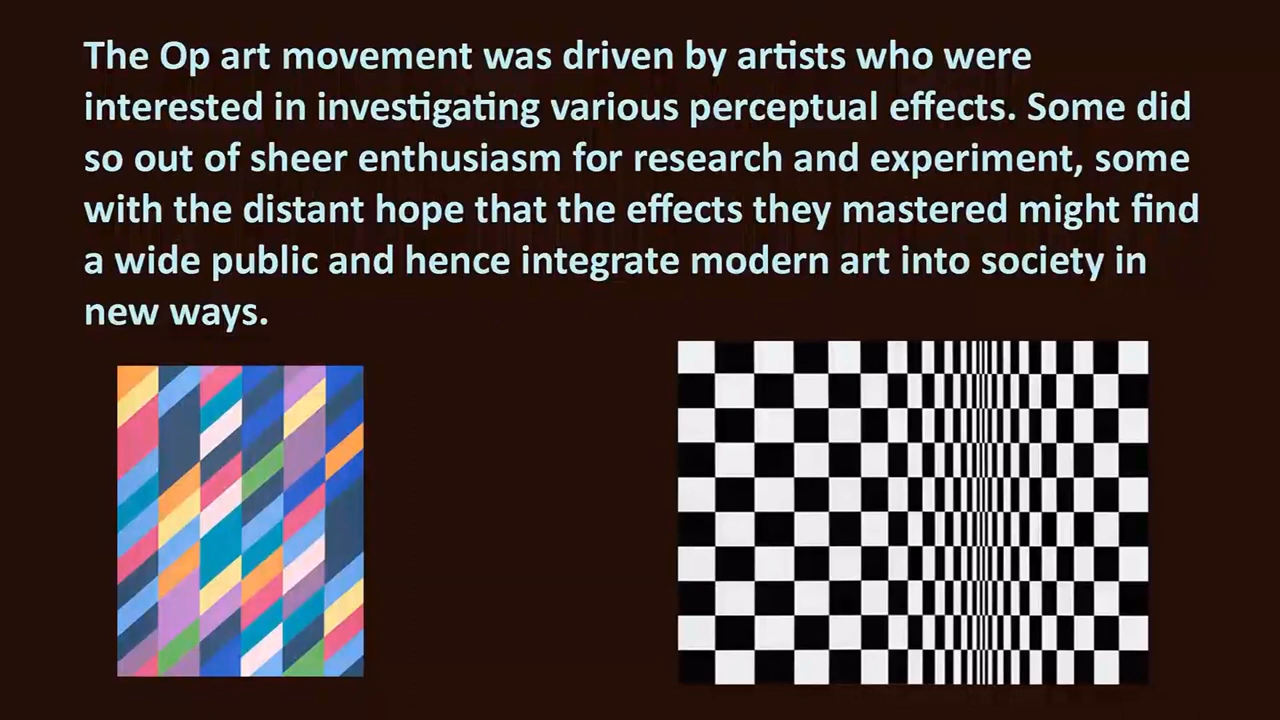 The Op art movement was driven by artists who were
interested in investigating various perceptual effects. Some did
so out of sheer enthusiasm for research and experiment, some
with the distant hope that the effects they mastered might find
a wide public and hence integrate modern art into society in
new ways.